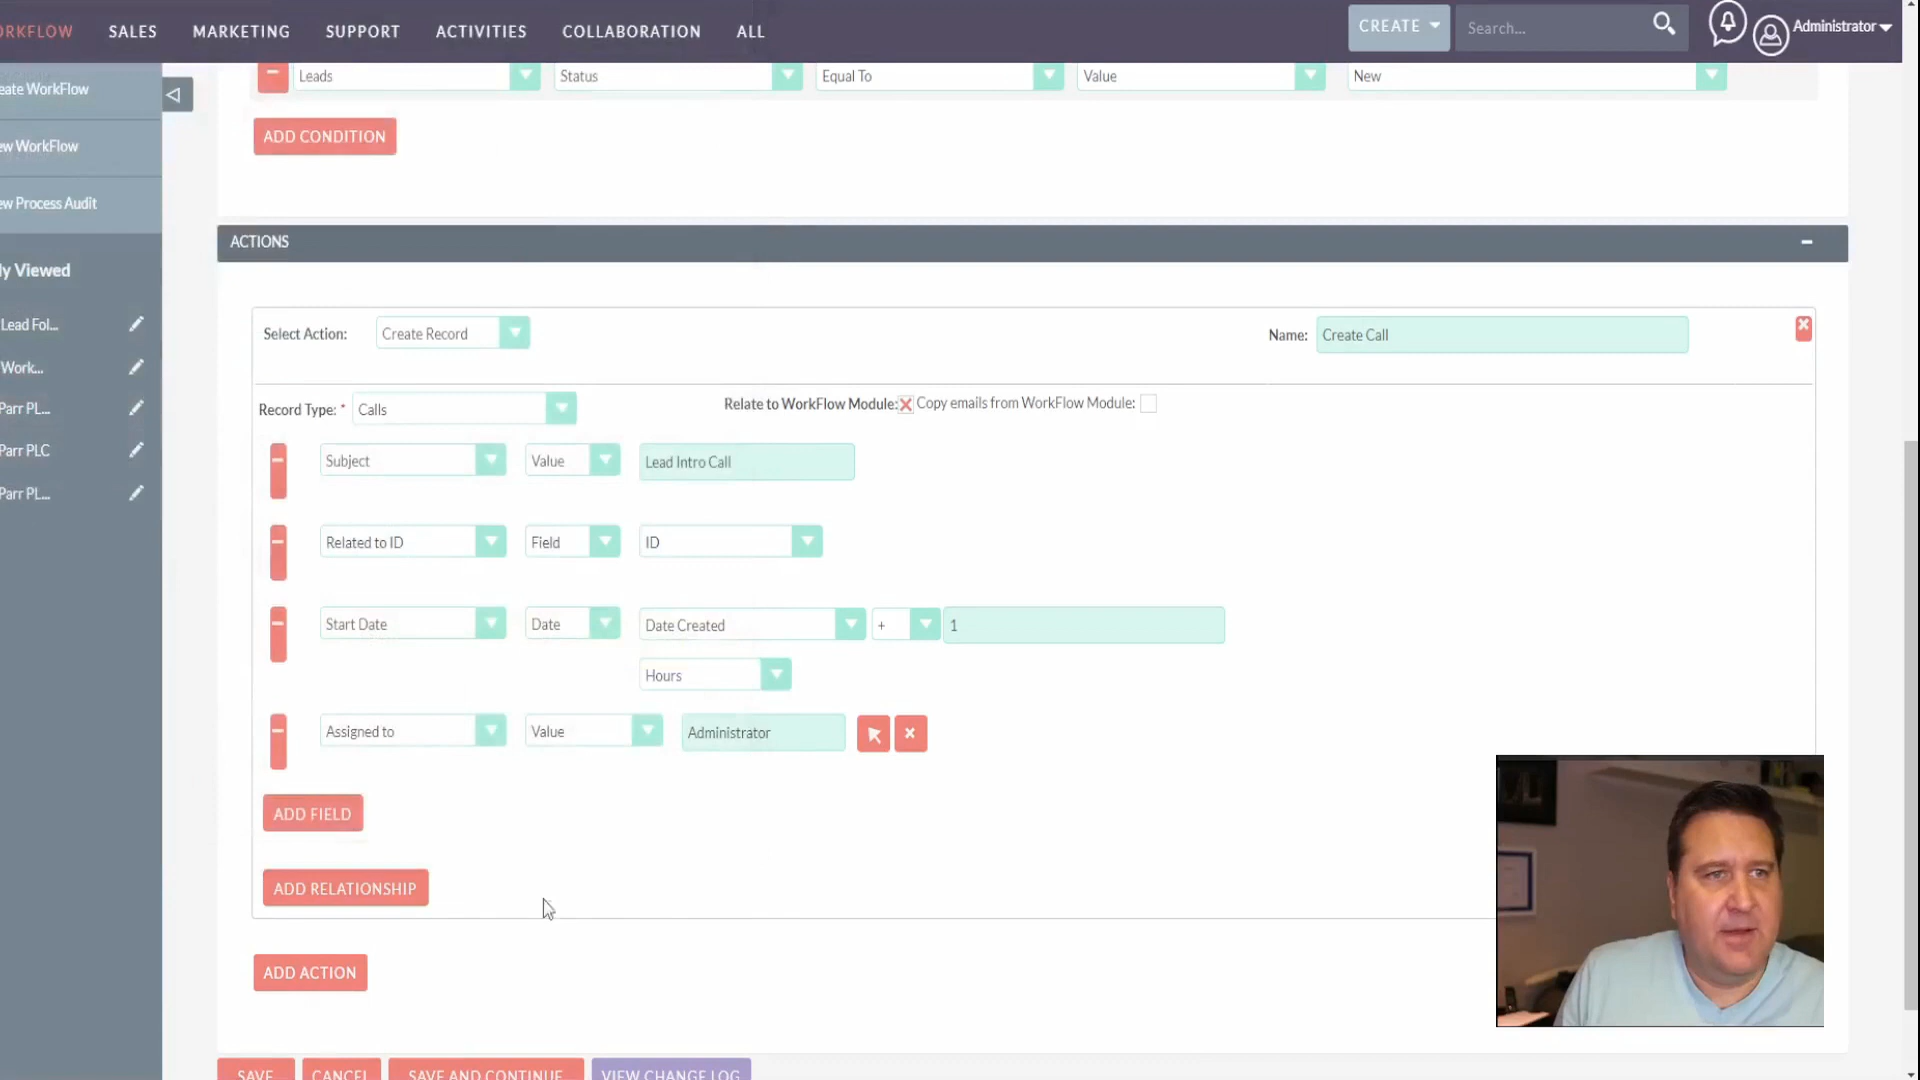 ORKFLOW SALES MARKETING SUPPORT ACTIVITIES COLLABORATION ALL CREATE Search... Administrator
eate WorkFlow
ew WorkFlow
ew Process Audit
ly Viewed
Lead Fol...
Work...
Parr PL...
Parr PLC
Parr PL...
Leads Status Equal To Value New
ADD CONDITION
ACTIONS
Select Action: Create Record Name: Create Call
Record Type: * Calls Relate to WorkFlow Module: Copy emails from WorkFlow Module:
Subject Value Lead Intro Call
Related to ID Field ID
Start Date Date Date Created + 1
Hours
Assigned to Value Administrator
ADD FIELD
ADD RELATIONSHIP
ADD ACTION
SAVE CANCEL SAVE AND CONTINUE VIEW CHANGE LOG